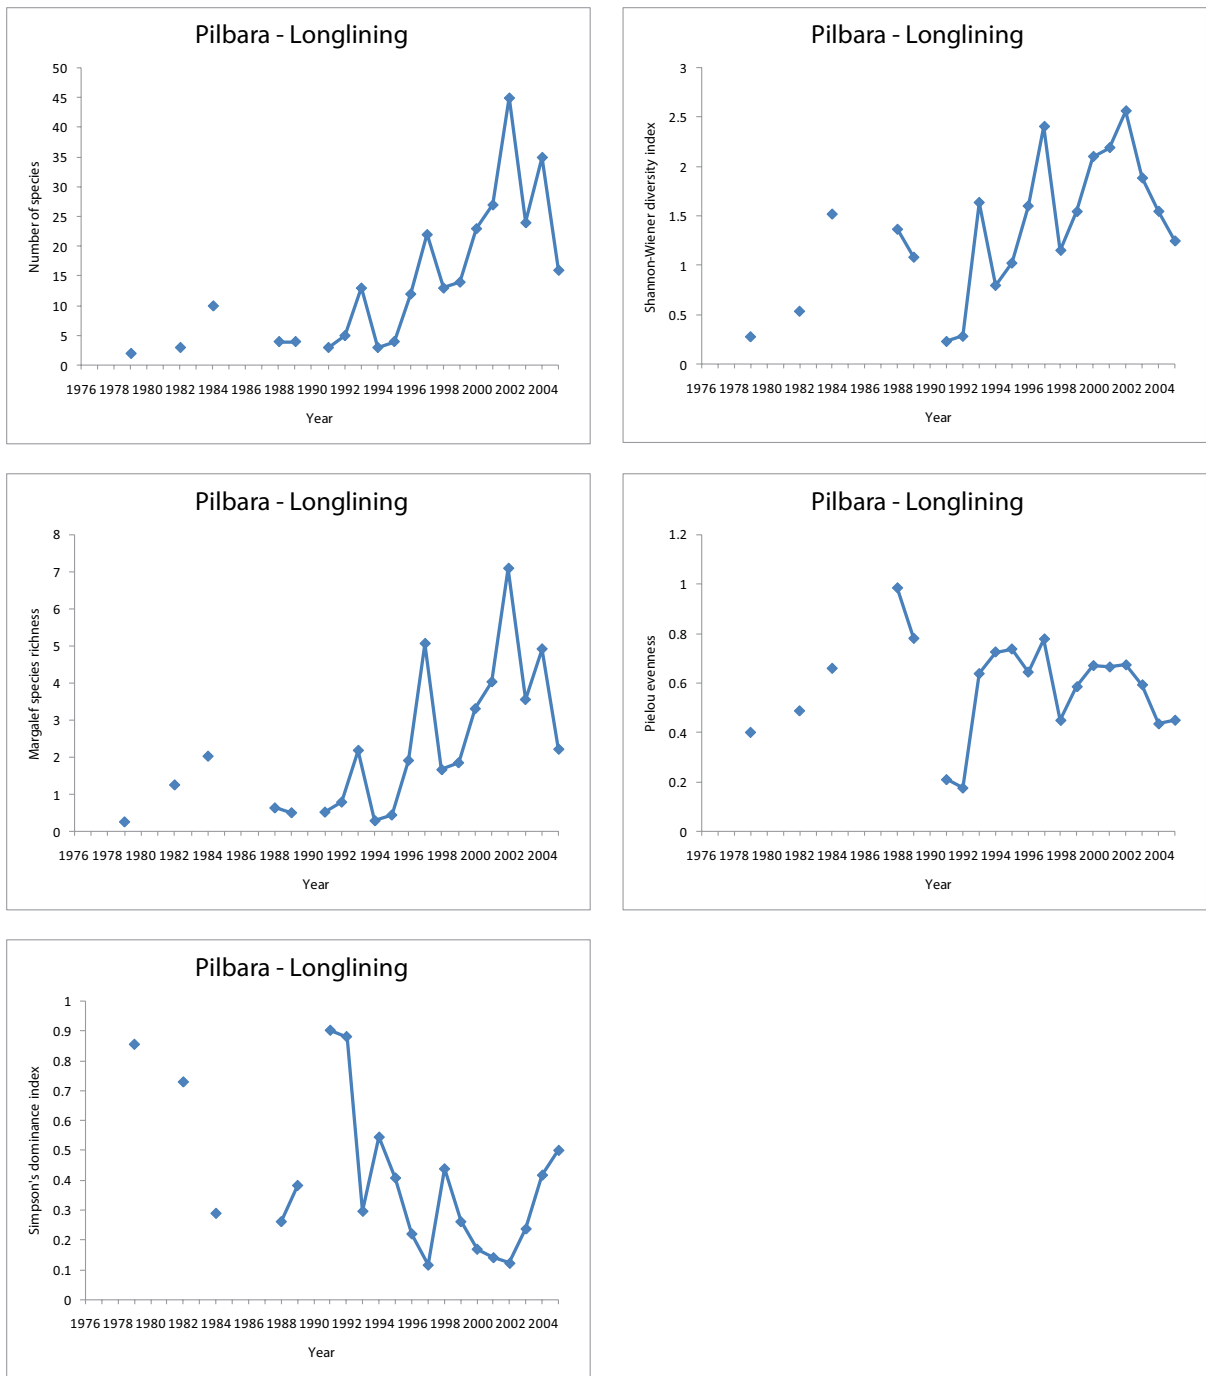 Pilbara - Longlining
Number of species
50
45
40
35
30
25
20
15
10
5
0
1976 1978 1980 1982 1984 1986 1988 1990 1992 1994 1996 1998 2000 2002 2004
Year
Pilbara - Longlining
Shannon-Wiener diversity index
3
2.5
2
1.5
1
0.5
0
1976 1978 1980 1982 1984 1986 1988 1990 1992 1994 1996 1998 2000 2002 2004
Year
Pilbara - Longlining
Margalef species richness
8
7
6
5
4
3
2
1
0
1976 1978 1980 1982 1984 1986 1988 1990 1992 1994 1996 1998 2000 2002 2004
Year
Pilbara - Longlining
Pielou evenness
1.2
1
0.8
0.6
0.4
0.2
0
1976 1978 1980 1982 1984 1986 1988 1990 1992 1994 1996 1998 2000 2002 2004
Year
Pilbara - Longlining
Simpson's dominance index
1
0.9
0.8
0.7
0.6
0.5
0.4
0.3
0.2
0.1
0
1976 1978 1980 1982 1984 1986 1988 1990 1992 1994 1996 1998 2000 2002 2004
Year